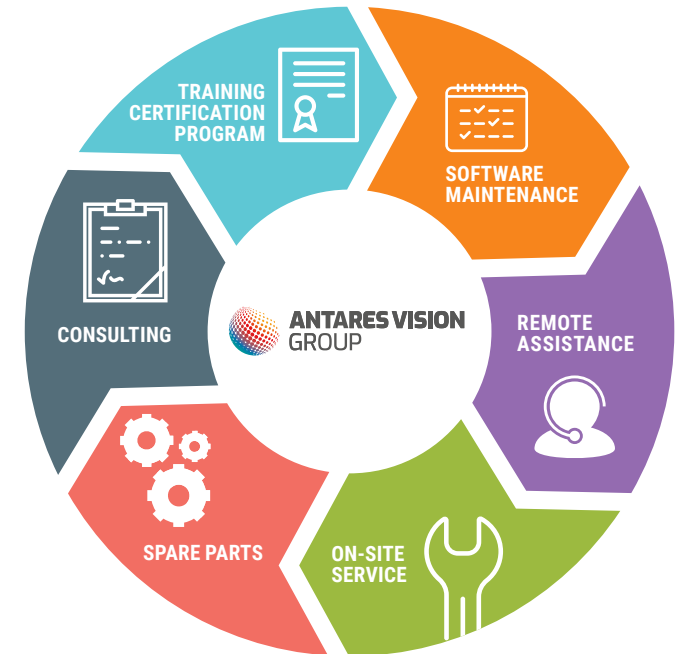 TRAINING
CERTIFICATION
PROGRAM
SOFTWARE
MAINTENANCE
CONSULTING
ANTARES VISION
GROUP
REMOTE
ASSISTANCE
SPARE PARTS
ON-SITE
SERVICE